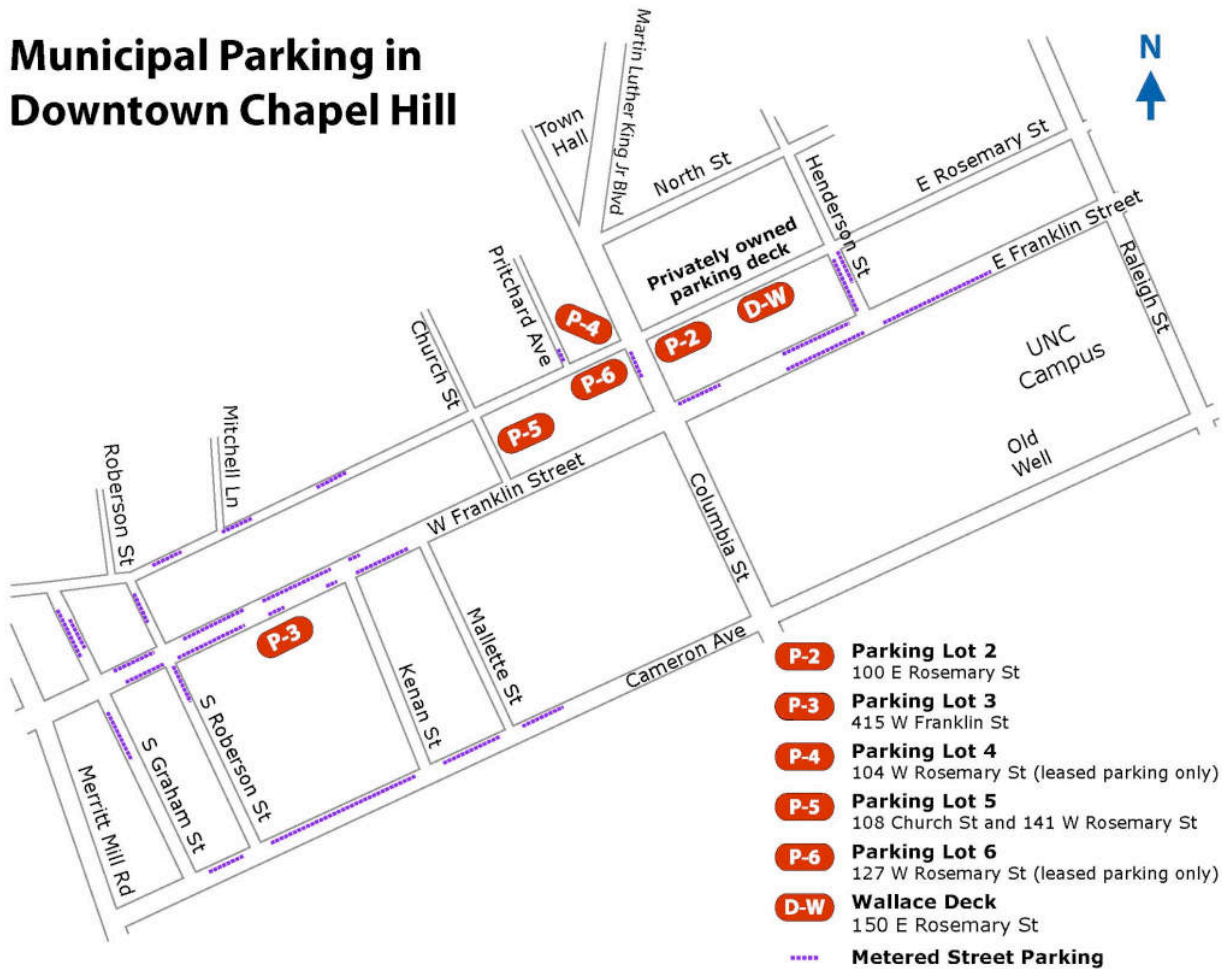 Municipal Parking in
Downtown Chapel Hill
N
Town
Hall
Martin Luther King Jr Blvd
North St
Henderson St
E Rosemary St
E Franklin Street
Raleigh St
Privately owned
parking deck
D-W
P-2
Pritchard Ave
P-4
P-6
Church St
P-5
UNC
Campus
Old
Well
Mitchell Ln
Roberson St
W Franklin Street
Columbia St
P-3
Mallette St
Kenan St
Cameron Ave
S Roberson St
S Graham St
Merritt Mill Rd
P-2 Parking Lot 2
100 E Rosemary St
P-3 Parking Lot 3
415 W Franklin St
P-4 Parking Lot 4
104 W Rosemary St (leased parking only)
P-5 Parking Lot 5
108 Church St and 141 W Rosemary St
P-6 Parking Lot 6
127 W Rosemary St (leased parking only)
D-W Wallace Deck
150 E Rosemary St
Metered Street Parking